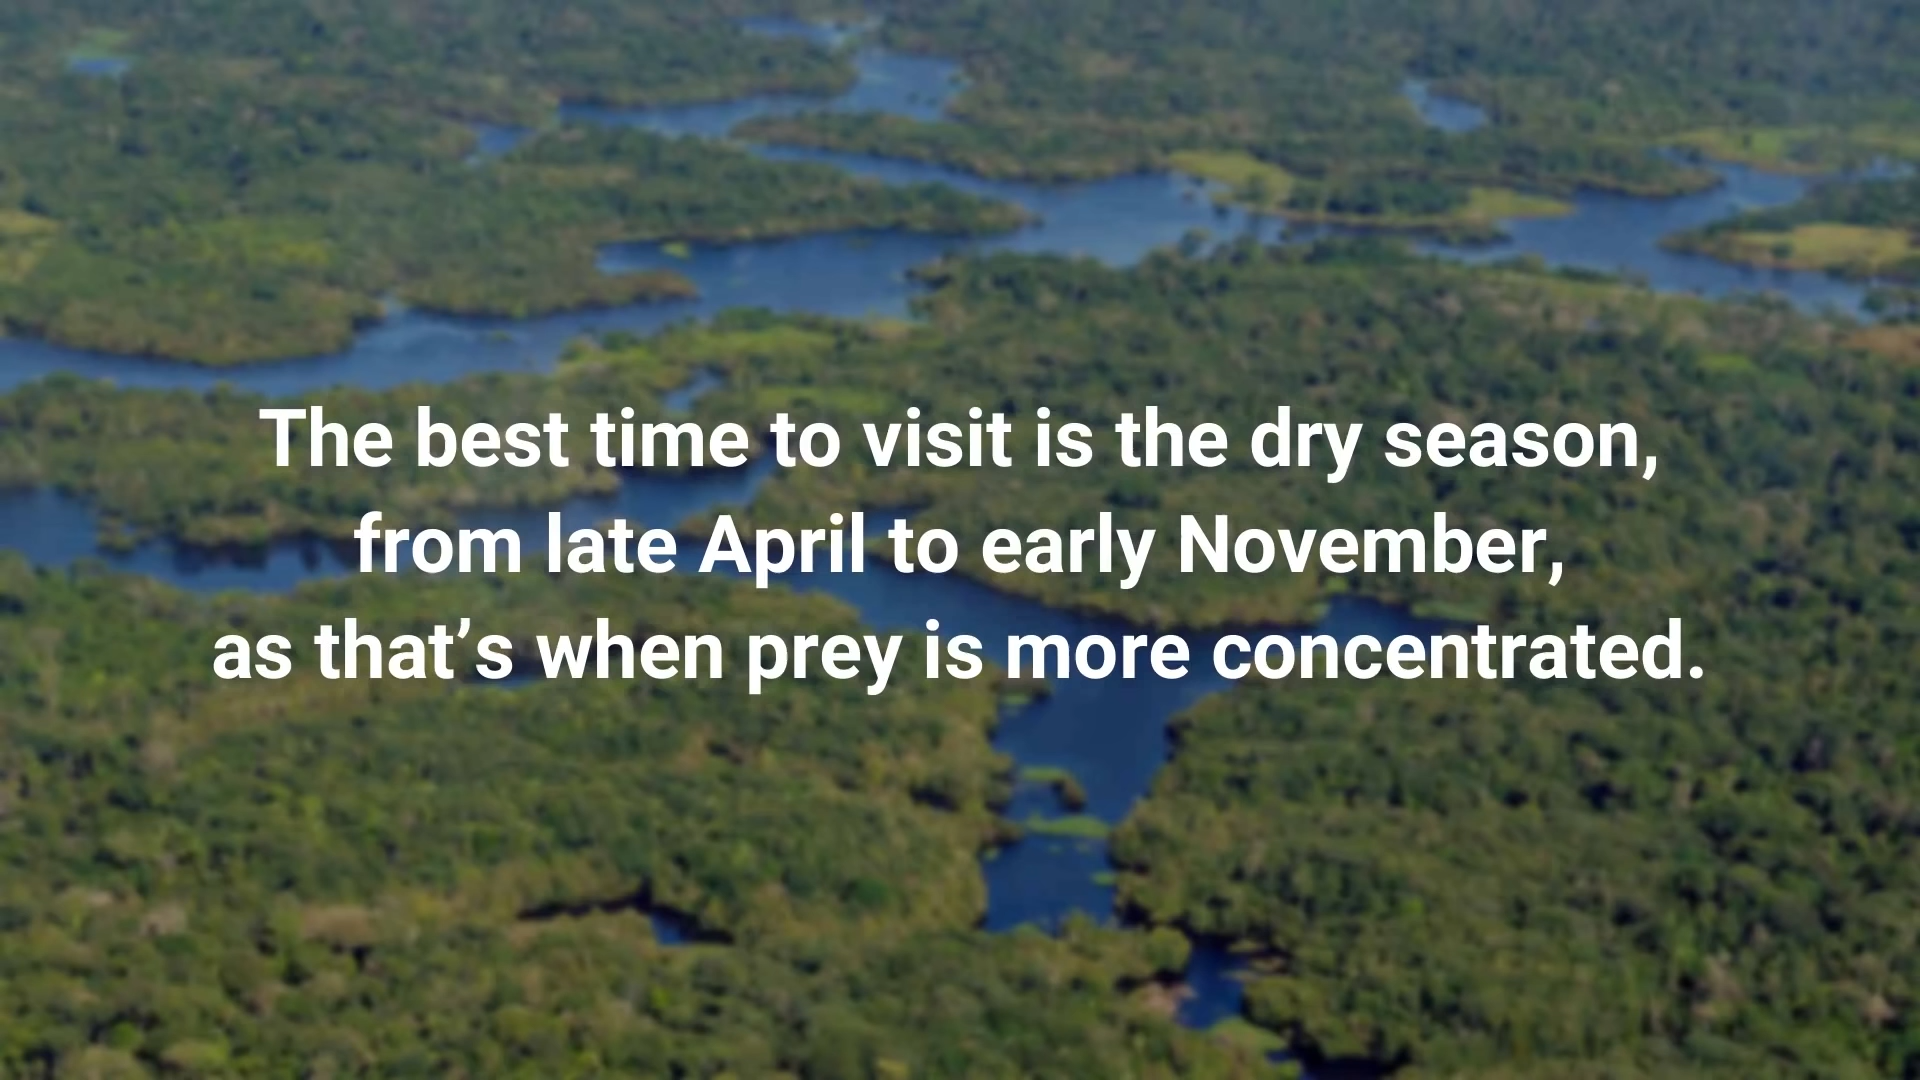 The best time to visit is the dry season,
from late April to early November,
as that’s when prey is more concentrated.